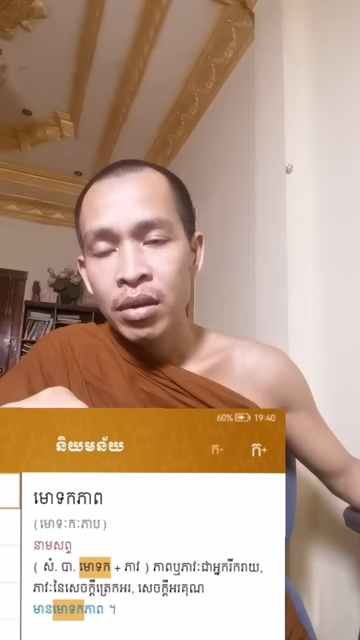 60% 19:40
និយមន័យ ក- ក+
មោទកភាព
(មោទៈកៈភាប)
នាមសព្ទ
( សំ. បា. មោទក + ភាវ ) ភាពឬភាវៈជាអ្នករីករាយ,
ភាវៈនៃសេចក្ដីត្រេកអរ, សេចក្ដីអរគុណ
មានមោទកភាព ។